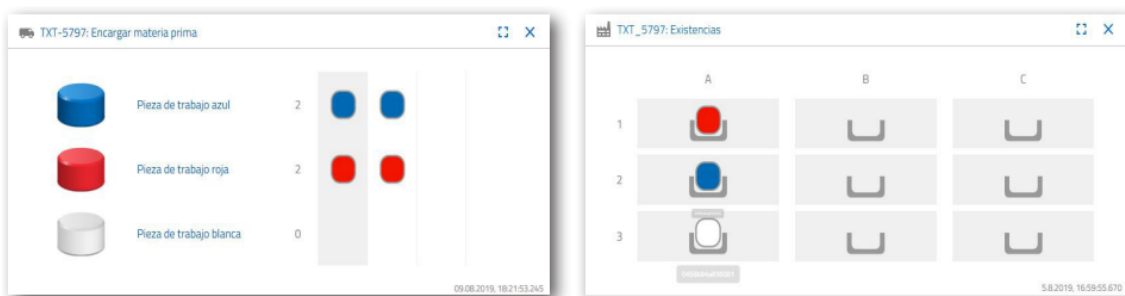 TXT-5797: Encargar materia prima
Pieza de trabajo azul 2
Pieza de trabajo roja 2
Pieza de trabajo blanca 0
09.08.2019, 18:21:53.245
TXT_5797: Existencias
A B C
1
2
3
5.8.2019, 16:59:55.670